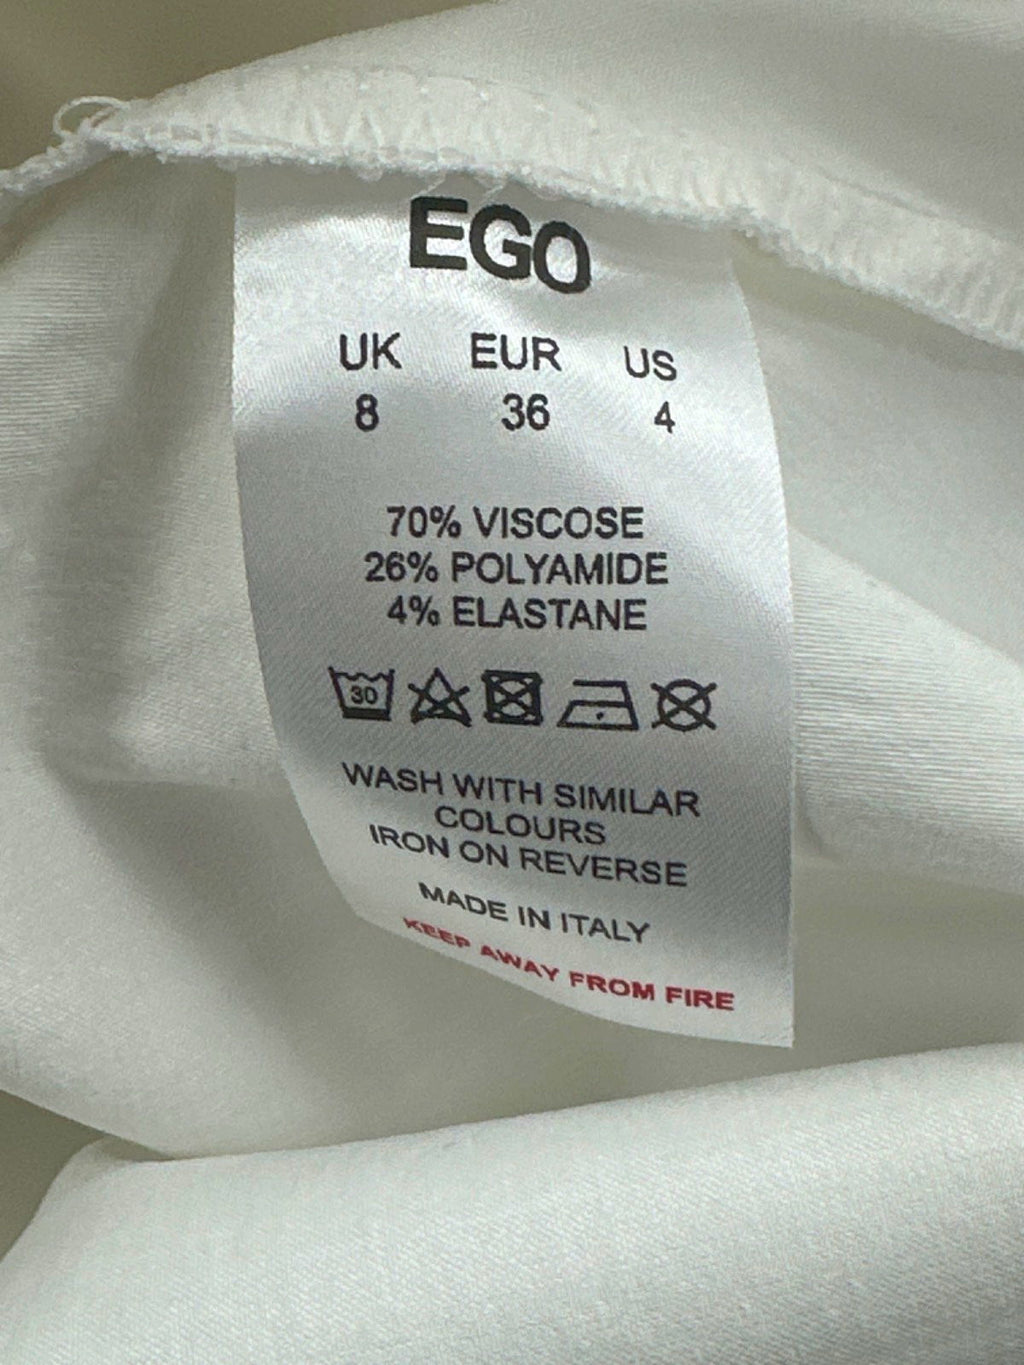 EGO
UK EUR US
8 36 4
70% VISCOSE
26% POLYAMIDE
4% ELASTANE
30
WASH WITH SIMILAR
COLOURS
IRON ON REVERSE
MADE IN ITALY
KEEP AWAY FROM FIRE